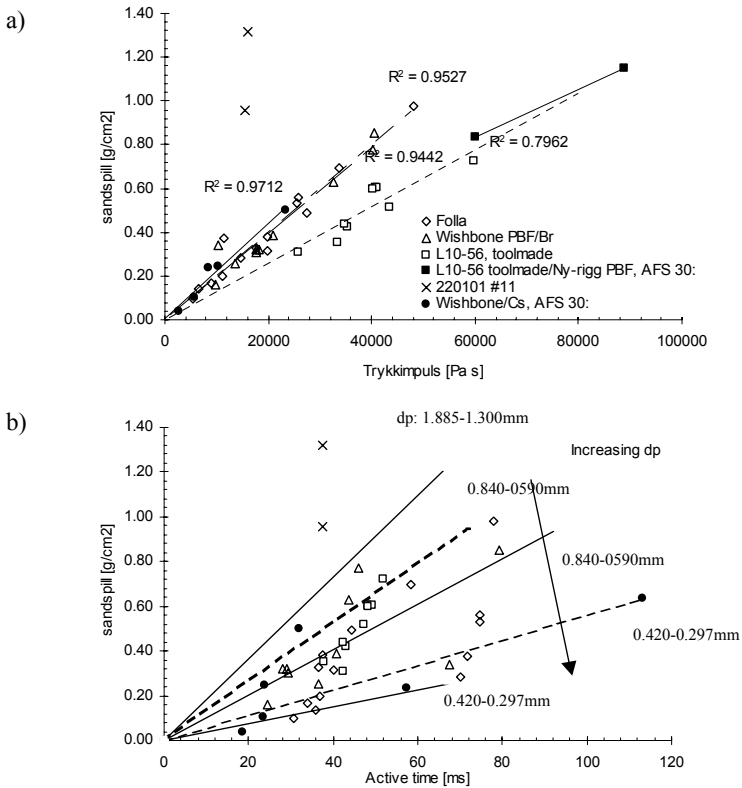 a)
1.40
1.20
1.00
0.80
0.60
0.40
0.20
0.00
sandspill [g/cm2]
R² = 0.9527
R² = 0.9442
R² = 0.7962
R² = 0.9712
Folla
Wishbone PBF/Br
L10-56, toolmade
L10-56 toolmade/Ny-rigg PBF, AFS 30:
220101 #11
Wishbone/Cs, AFS 30:
0 20000 40000 60000 80000 100000
Trykkimpuls [Pa s]
b)
1.40
1.20
1.00
0.80
0.60
0.40
0.20
0.00
sandspill [g/cm2]
dp: 1.885-1.300mm
Increasing dp
0.840-0590mm
0.840-0590mm
0.420-0.297mm
0.420-0.297mm
0 20 40 60 80 100 120
Active time [ms]